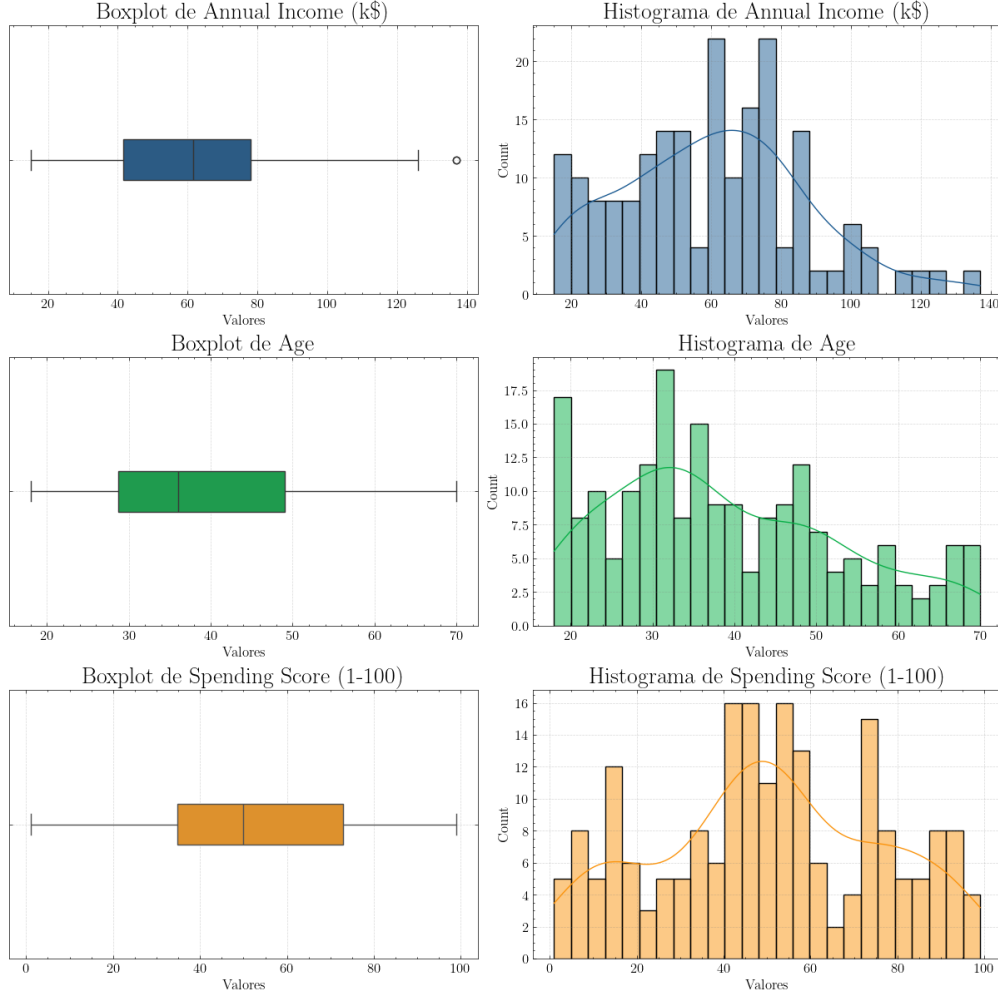 Boxplot de Annual Income (k$)
20 40 60 80 100 120 140
Valores
Histograma de Annual Income (k$)
Count
20
15
10
5
0
20 40 60 80 100 120 140
Valores
Boxplot de Age
20 30 40 50 60 70
Valores
Histograma de Age
Count
17.5
15.0
12.5
10.0
7.5
5.0
2.5
0.0
20 30 40 50 60 70
Valores
Boxplot de Spending Score (1-100)
0 20 40 60 80 100
Valores
Histograma de Spending Score (1-100)
Count
16
14
12
10
8
6
4
2
0
0 20 40 60 80 100
Valores